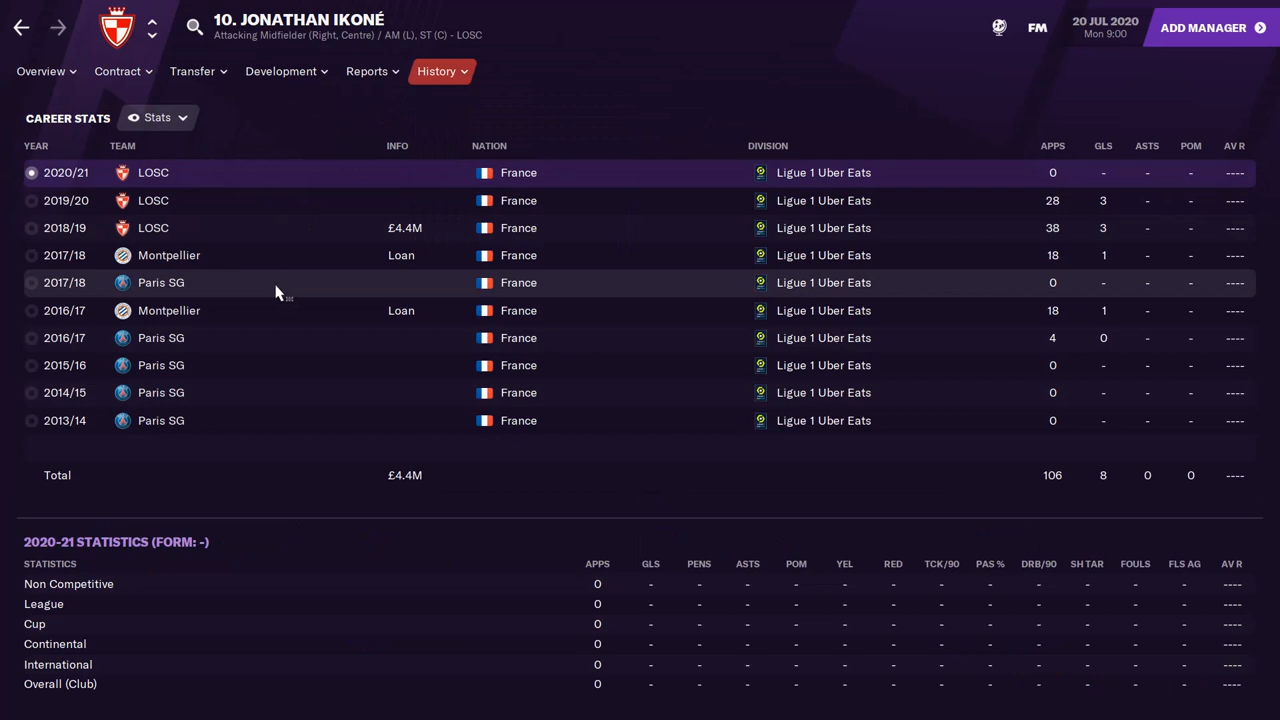 10. JONATHAN IKONÉ
Attacking Midfielder (Right, Centre) / AM (L), ST (C) - LOSC
FM
20 JUL 2020
Mon 9:00
ADD MANAGER
Overview Contract Transfer Development Reports History
CAREER STATS Stats
YEAR TEAM INFO NATION DIVISION APPS GLS ASTS POM AV R
2020/21 LOSC France Ligue 1 Uber Eats 0 - - - ----
2019/20 LOSC France Ligue 1 Uber Eats 28 3 - - ----
2018/19 LOSC £4.4M France Ligue 1 Uber Eats 38 3 - - ----
2017/18 Montpellier Loan France Ligue 1 Uber Eats 18 1 - - ----
2017/18 Paris SG France Ligue 1 Uber Eats 0 - - - ----
2016/17 Montpellier Loan France Ligue 1 Uber Eats 18 1 - - ----
2016/17 Paris SG France Ligue 1 Uber Eats 4 0 - - ----
2015/16 Paris SG France Ligue 1 Uber Eats 0 - - - ----
2014/15 Paris SG France Ligue 1 Uber Eats 0 - - - ----
2013/14 Paris SG France Ligue 1 Uber Eats 0 - - - ----
Total £4.4M 106 8 0 0 ----
2020-21 STATISTICS (FORM: -)
STATISTICS APPS GLS PENS ASTS POM YEL RED TCK/90 PAS % DRB/90 SH TAR FOULS FLS AG AV R
Non Competitive 0 - - - - - - - - - - - - ----
League 0 - - - - - - - - - - - - ----
Cup 0 - - - - - - - - - - - - ----
Continental 0 - - - - - - - - - - - - ----
International 0 - - - - - - - - - - - - ----
Overall (Club) 0 - - - - - - - - - - - - ----